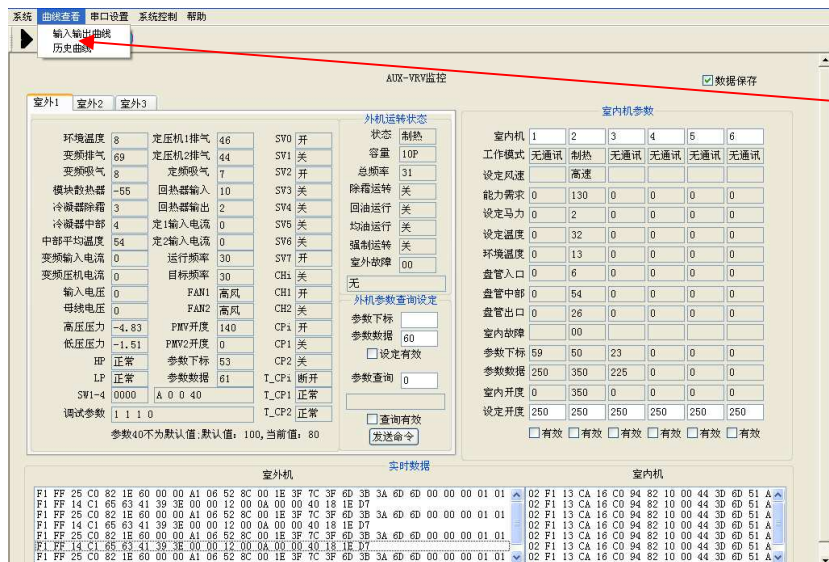 系统 曲线查看 串口设置 系统控制 帮助
输入输出曲线
历史曲线
AUX-VRV监控
数据保存
室外1 室外2 室外3
环境温度 8 定压机1排气 46 SV0 开
变频排气 69 定压机2排气 44 SV1 关
变频吸气 8 定频吸气 7 SV2 开
模块散热器 -55 回热器输入 10 SV3 关
冷凝器除霜 3 回热器输出 2 SV4 关
冷凝器中部 4 定1输入电流 0 SV5 关
中部平均温度 54 定2输入电流 0 SV6 关
变频输入电流 0 运行频率 30 SV7 开
变频压机电流 0 目标频率 30 CHi 关
输入电压 0 FAN1 高风 CH1 开
母线电压 0 FAN2 高风 CH2 关
高压压力 -4.83 PMV开度 140 CPi 开
低压压力 -1.51 PMV2开度 0 CP1 关
HP 正常 参数下标 53 CP2 关
LP 正常 参数数据 61 T_CPi 断开
SW1-4 0000 A 0 0 40 T_CP1 正常
调试参数 1 1 1 0 T_CP2 正常
参数40不为默认值:默认值: 100,当前值: 80
外机运转状态
状态 制热
容量 10P
总频率 31
除霜运转 关
回油运行 关
均油运行 关
强制运转 关
室外故障 00
无
外机参数查询设定
参数下标
参数数据 60
设定有效
参数查询 0
查询有效
发送命令
室内机参数
室内机 1 2 3 4 5 6
工作模式 无通讯 制热 无通讯 无通讯 无通讯 无通讯
设定风速 高速
能力需求 0 130 0 0 0 0
设定马力 0 2 0 0 0 0
设定温度 0 32 0 0 0 0
环境温度 0 13 0 0 0 0
盘管入口 0 6 0 0 0 0
盘管中部 0 54 0 0 0 0
盘管出口 0 26 0 0 0 0
室内故障 00
参数下标 59 50 23 0 0 0
参数数据 250 350 225 0 0 0
室内开度 0 350 0 0 0 0
设定开度 250 250 250 250 250 250
有效 有效 有效 有效 有效 有效
实时数据
室外机
F1 FF 25 C0 82 1E 60 00 00 A1 06 52 8C 00 1E 3F 7C 3F 6D 3B 3A 6D 6D 00 00 00 01 01
F1 FF 14 C1 65 63 41 39 3E 00 00 12 00 0A 00 00 40 18 1E D7
F1 FF 25 C0 82 1E 60 00 00 A1 06 52 8C 00 1E 3F 7C 3F 6D 3B 3A 6D 6D 00 00 00 01 01
F1 FF 14 C1 65 63 41 39 3E 00 00 12 00 0A 00 00 40 18 1E D7
F1 FF 25 C0 82 1E 60 00 00 A1 06 52 8C 00 1E 3F 7C 3F 6D 3B 3A 6D 6D 00 00 00 01 01
F1 FF 14 C1 65 63 41 39 3E 00 00 12 00 0A 00 00 40 18 1E D7
F1 FF 25 C0 82 1E 60 00 00 A1 06 52 8C 00 1E 3F 7C 3F 6D 3B 3A 6D 6D 00 00 00 01 01
室内机
02 F1 13 CA 16 C0 94 82 10 00 44 3D 6D 51 A
02 F1 13 CA 16 C0 94 82 10 00 44 3D 6D 51 A
02 F1 13 CA 16 C0 94 82 10 00 44 3D 6D 51 A
02 F1 13 CA 16 C0 94 82 10 00 44 3D 6D 51 A
02 F1 13 CA 16 C0 94 82 10 00 44 3D 6D 51 A
02 F1 13 CA 16 C0 94 82 10 00 44 3D 6D 51 A
02 F1 13 CA 16 C0 94 82 10 00 44 3D 6D 51 A